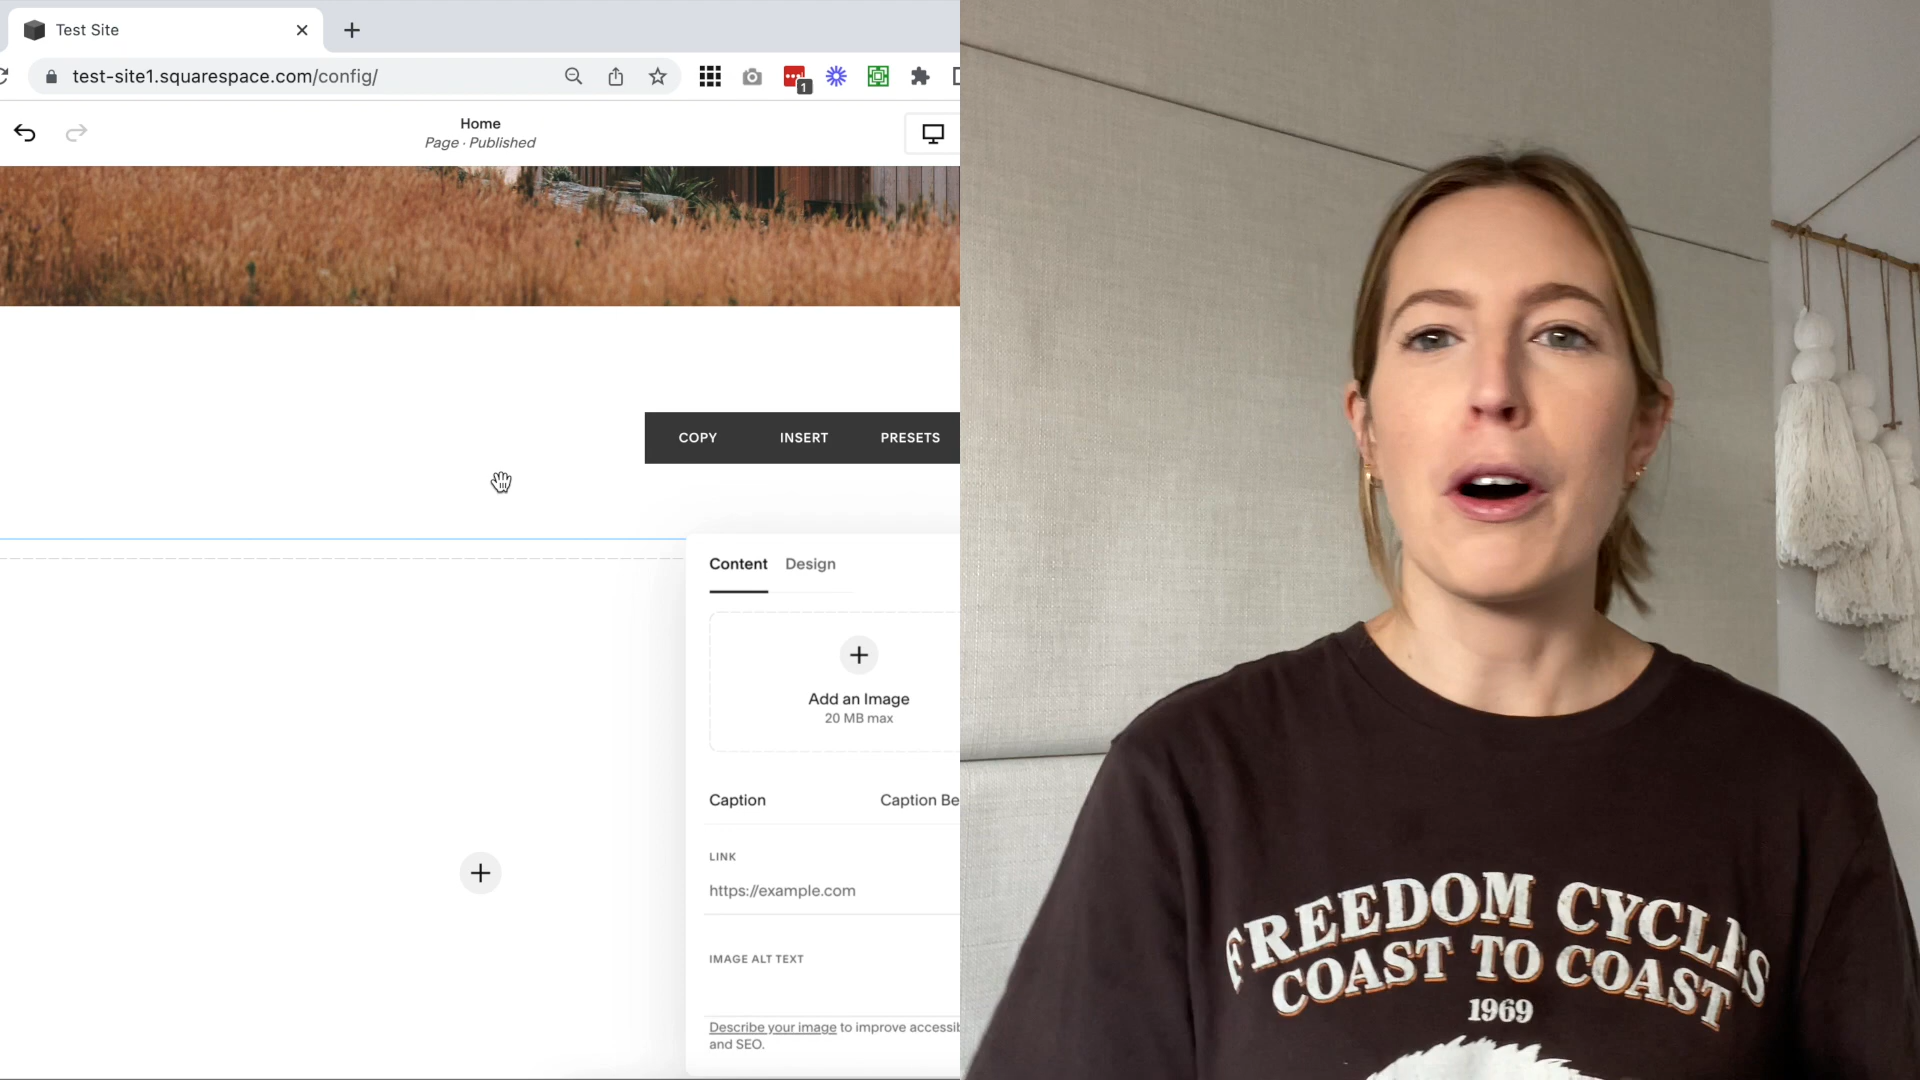 Test Site
test-site1.squarespace.com/config/
1
Home
Page · Published
COPY INSERT PRESETS
Content Design
Add an Image
20 MB max
Caption Caption Be
LINK
https://example.com
IMAGE ALT TEXT
Describe your image to improve accessib
and SEO.
FREEDOM CYCLES
COAST TO COAST
1969